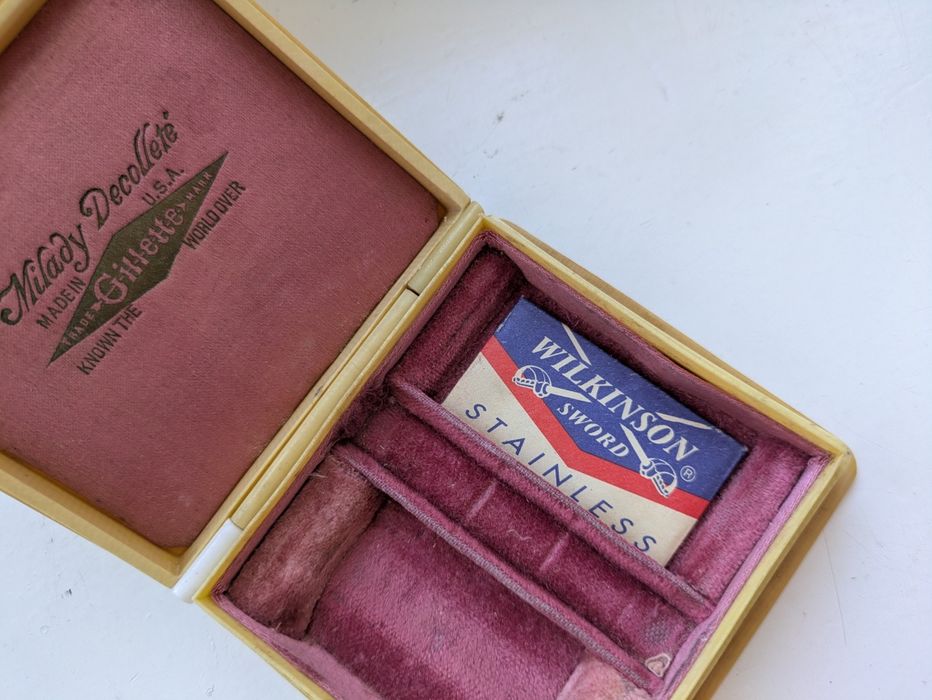 Milady Decolleté
MADE IN U.S.A.
TRADE Gillette MARK
KNOWN THE WORLD OVER
WILKINSON
SWORD ®
STAINLESS